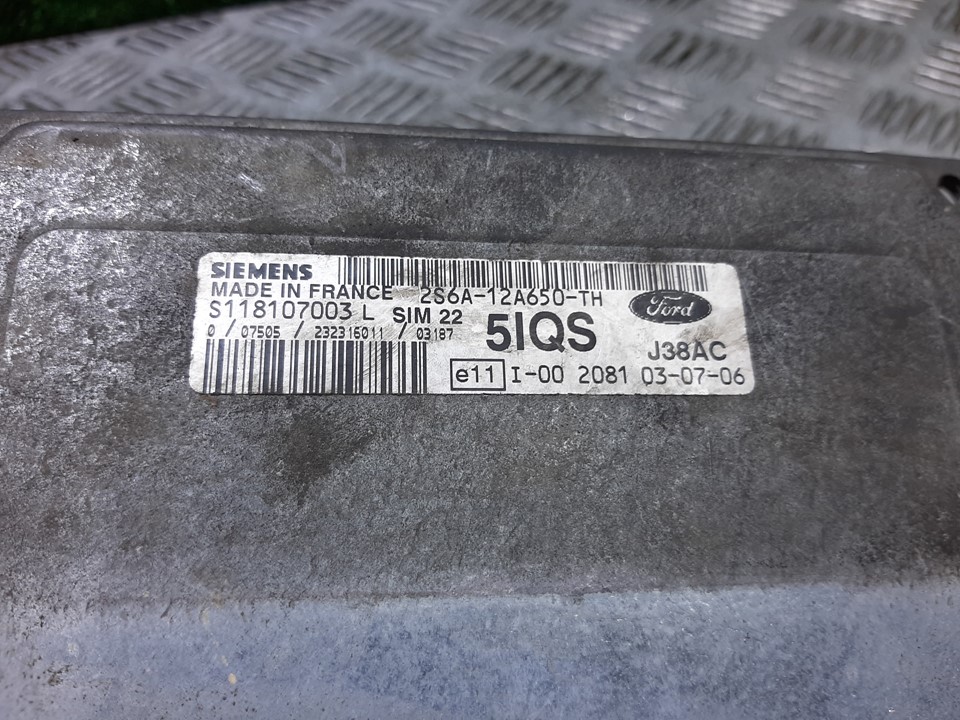 SIEMENS
MADE IN FRANCE 2S6A-12A650-TH
S118107003 L SIM 22 Ford
0 / 07505 / 232316011 / 03187 5IQS J38AC
e11 I-00 2081 03-07-06